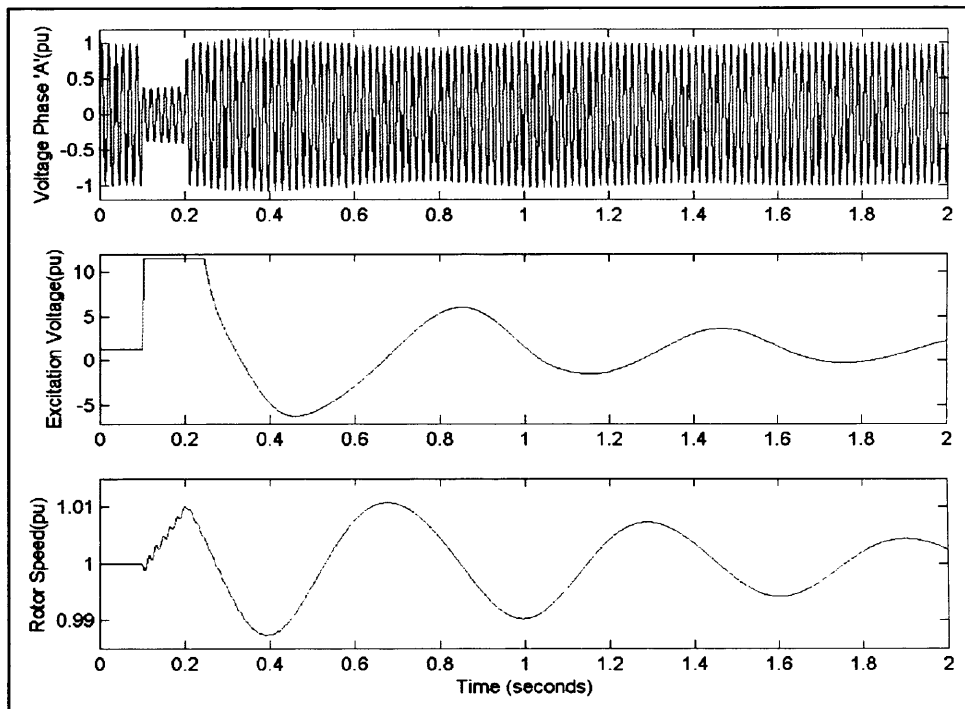 Voltage Phase 'A'(pu)
1
0.5
0
-0.5
-1
0 0.2 0.4 0.6 0.8 1 1.2 1.4 1.6 1.8 2
Excitation Voltage(pu)
10
5
0
-5
0 0.2 0.4 0.6 0.8 1 1.2 1.4 1.6 1.8 2
Rotor Speed(pu)
1.01
1
0.99
0 0.2 0.4 0.6 0.8 1 1.2 1.4 1.6 1.8 2
Time (seconds)